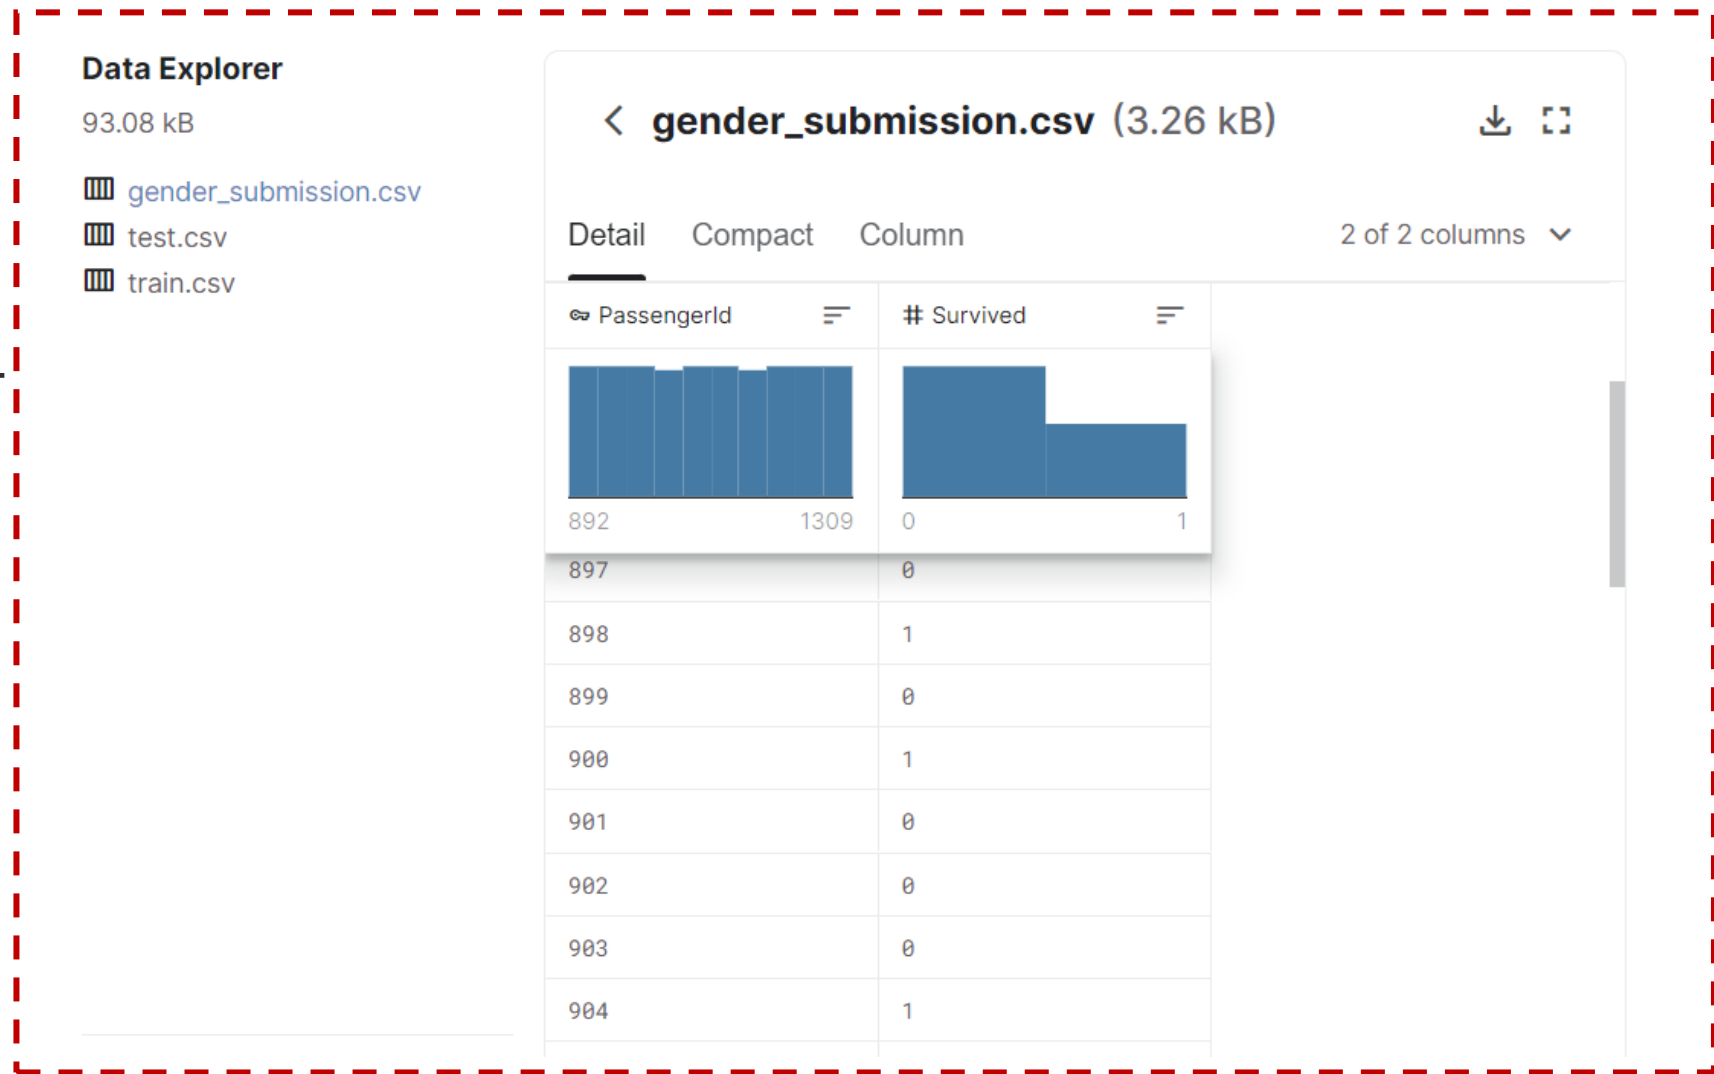 Data Explorer
93.08 kB
gender_submission.csv
test.csv
train.csv
gender_submission.csv (3.26 kB)
Detail Compact Column 2 of 2 columns
PassengerId # Survived
892 1309 0 1
897 0
898 1
899 0
900 1
901 0
902 0
903 0
904 1